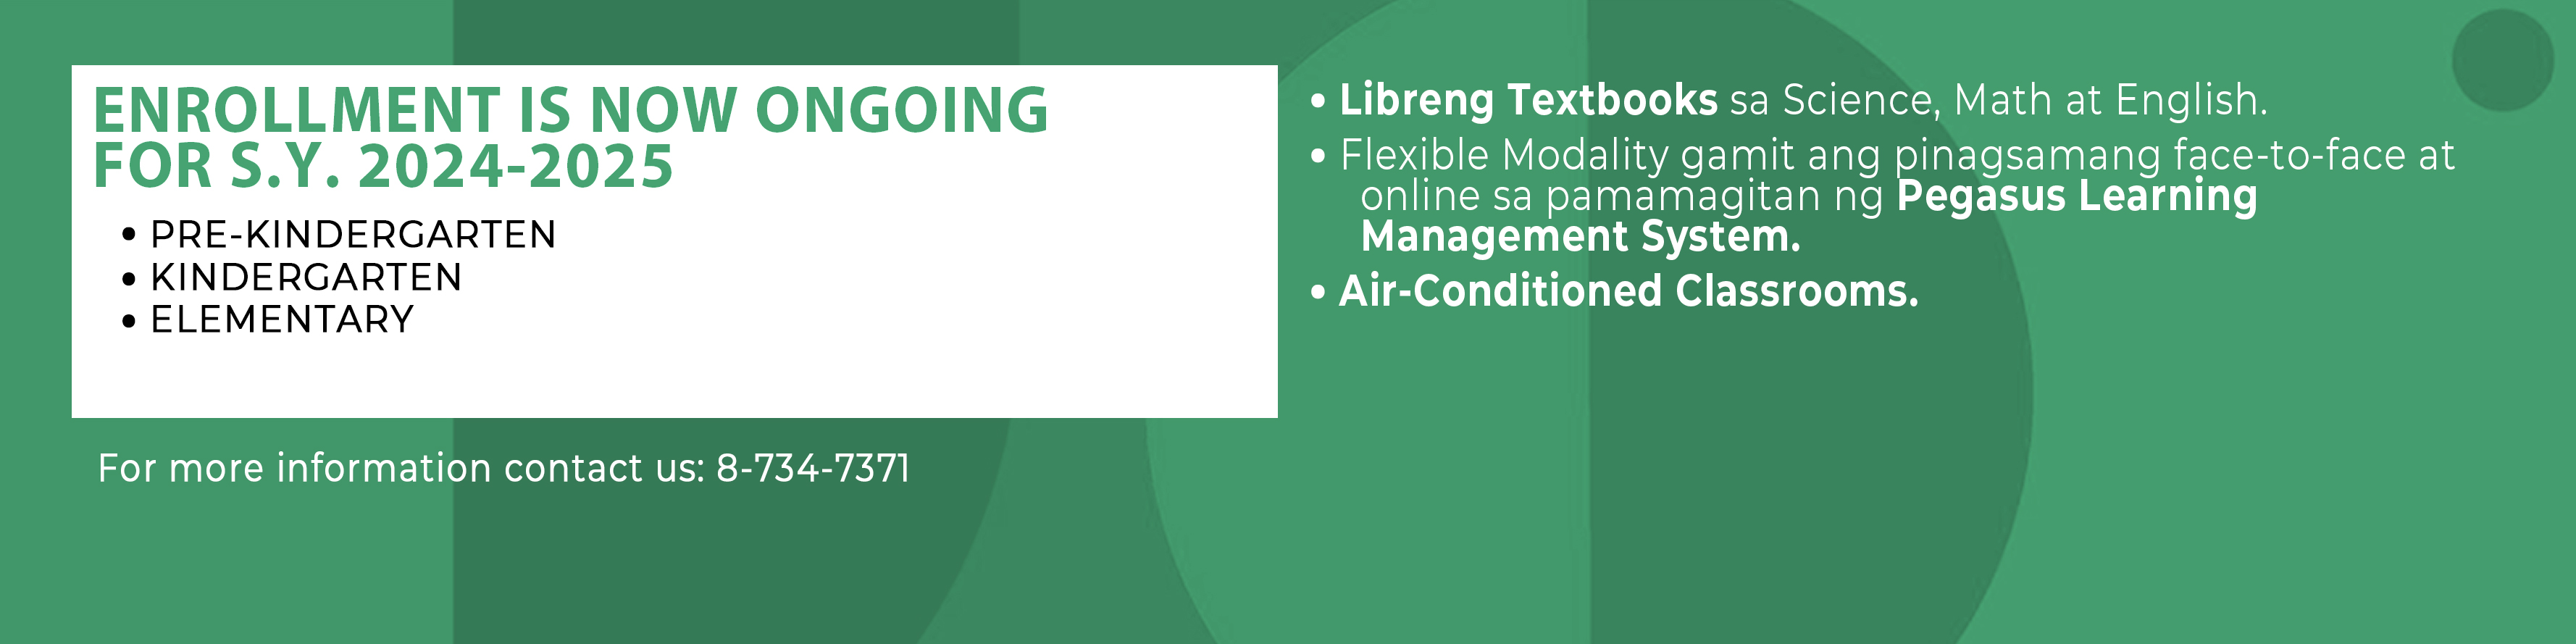 ENROLLMENT IS NOW ONGOING
FOR S.Y. 2024-2025
• PRE-KINDERGARTEN
• KINDERGARTEN
• ELEMENTARY
For more information contact us: 8-734-7371
• Libreng Textbooks sa Science, Math at English.
• Flexible Modality gamit ang pinagsamang face-to-face at
online sa pamamagitan ng Pegasus Learning
Management System.
• Air-Conditioned Classrooms.